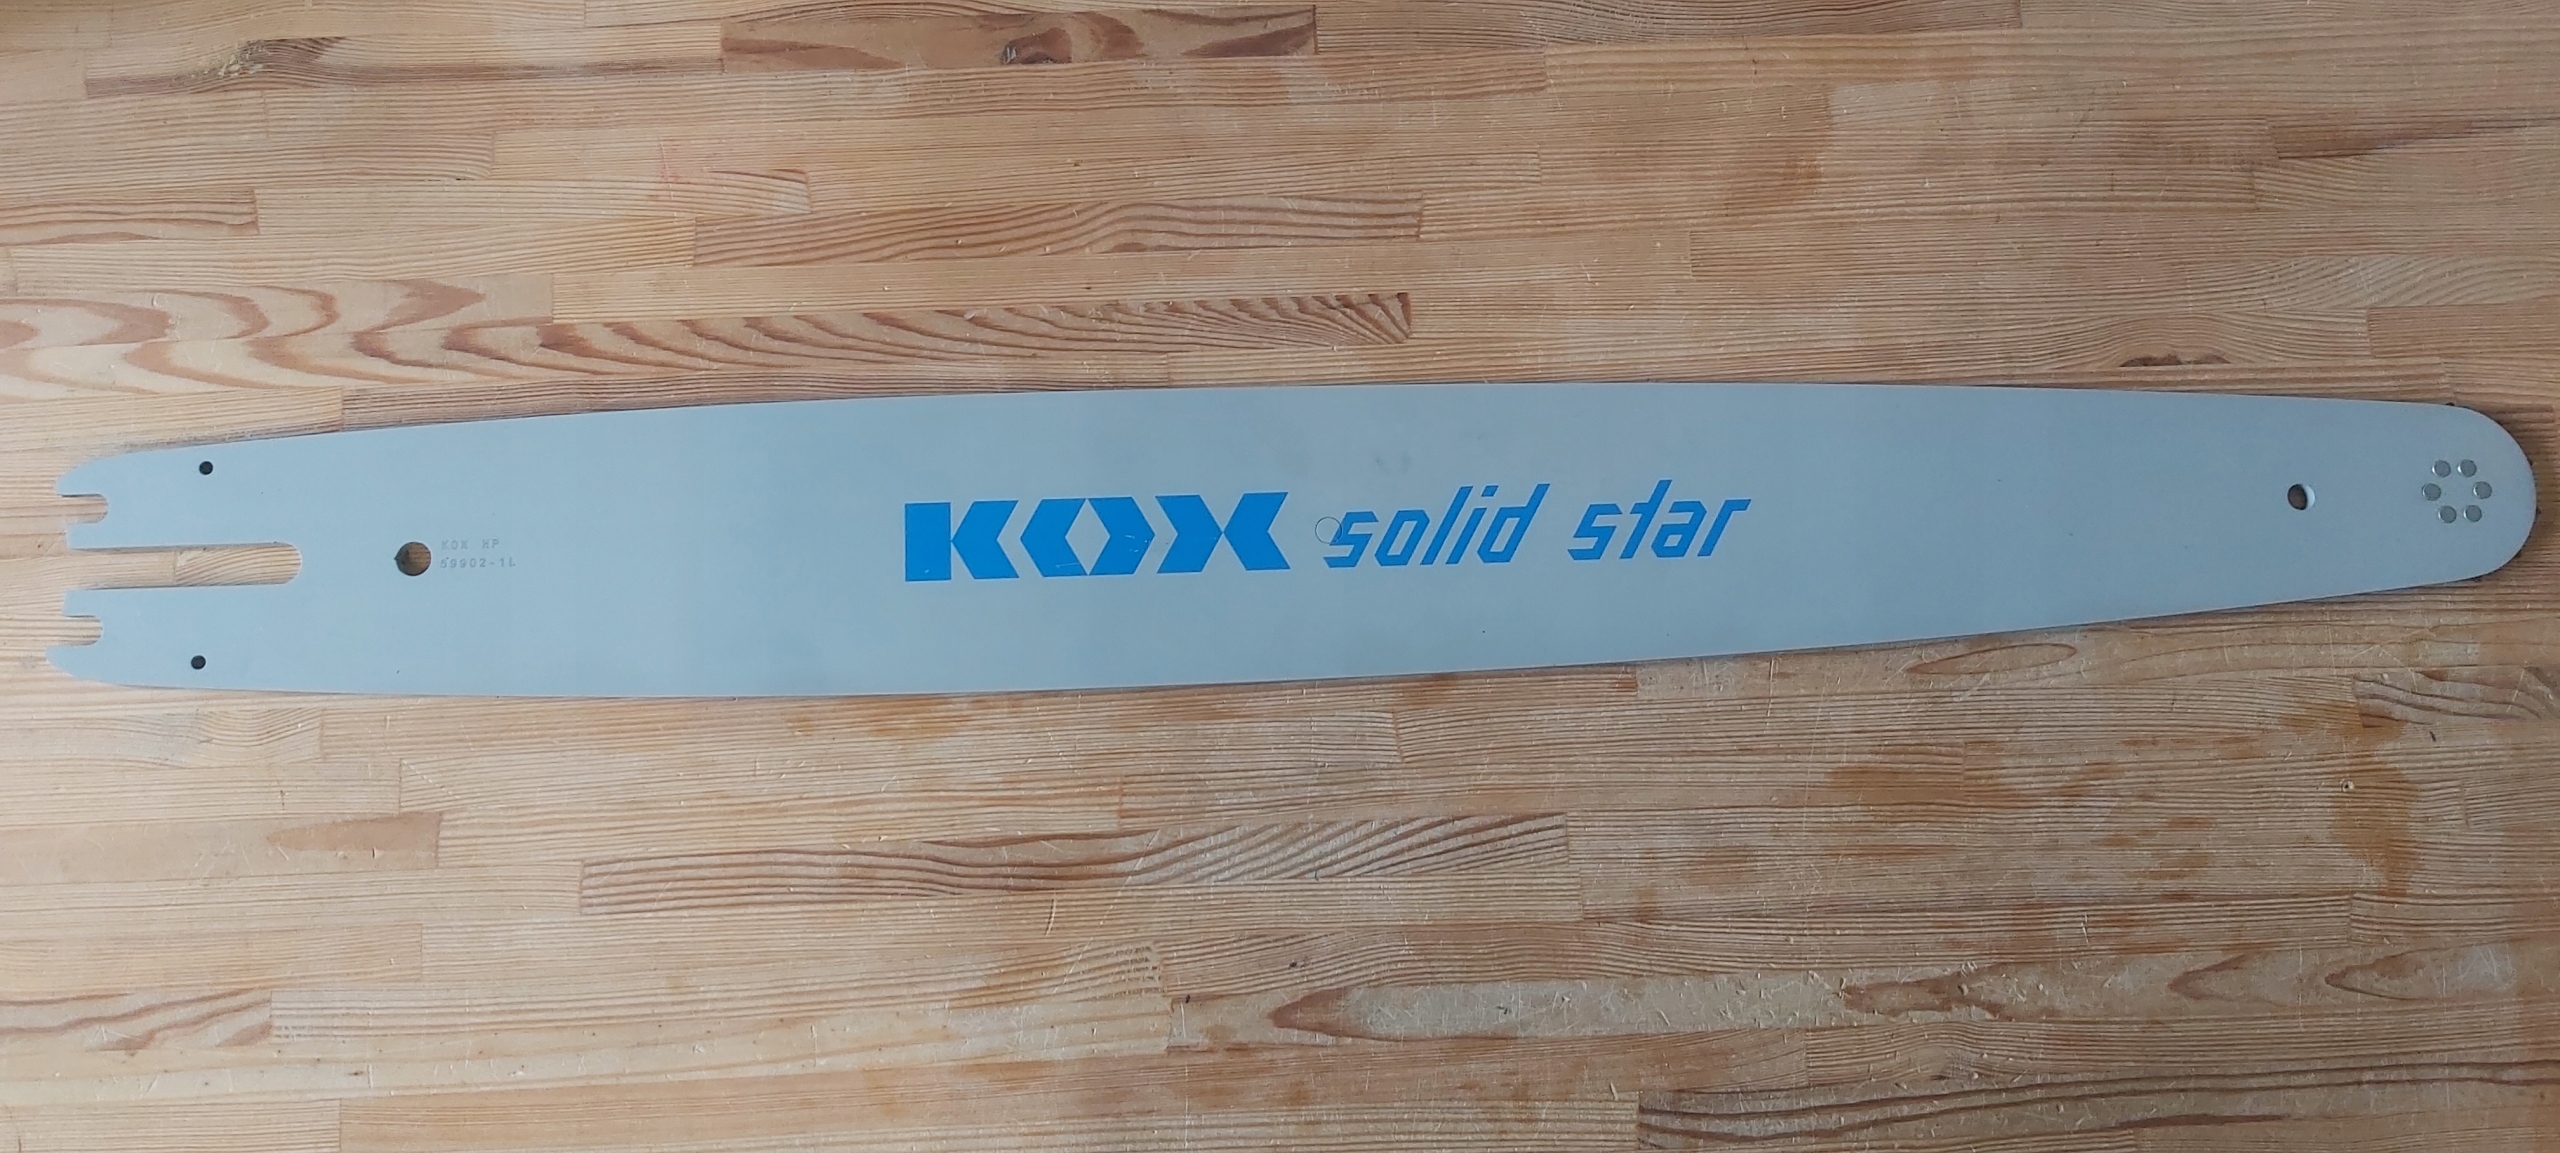 KOX solid star
KOX HP
59902-1L